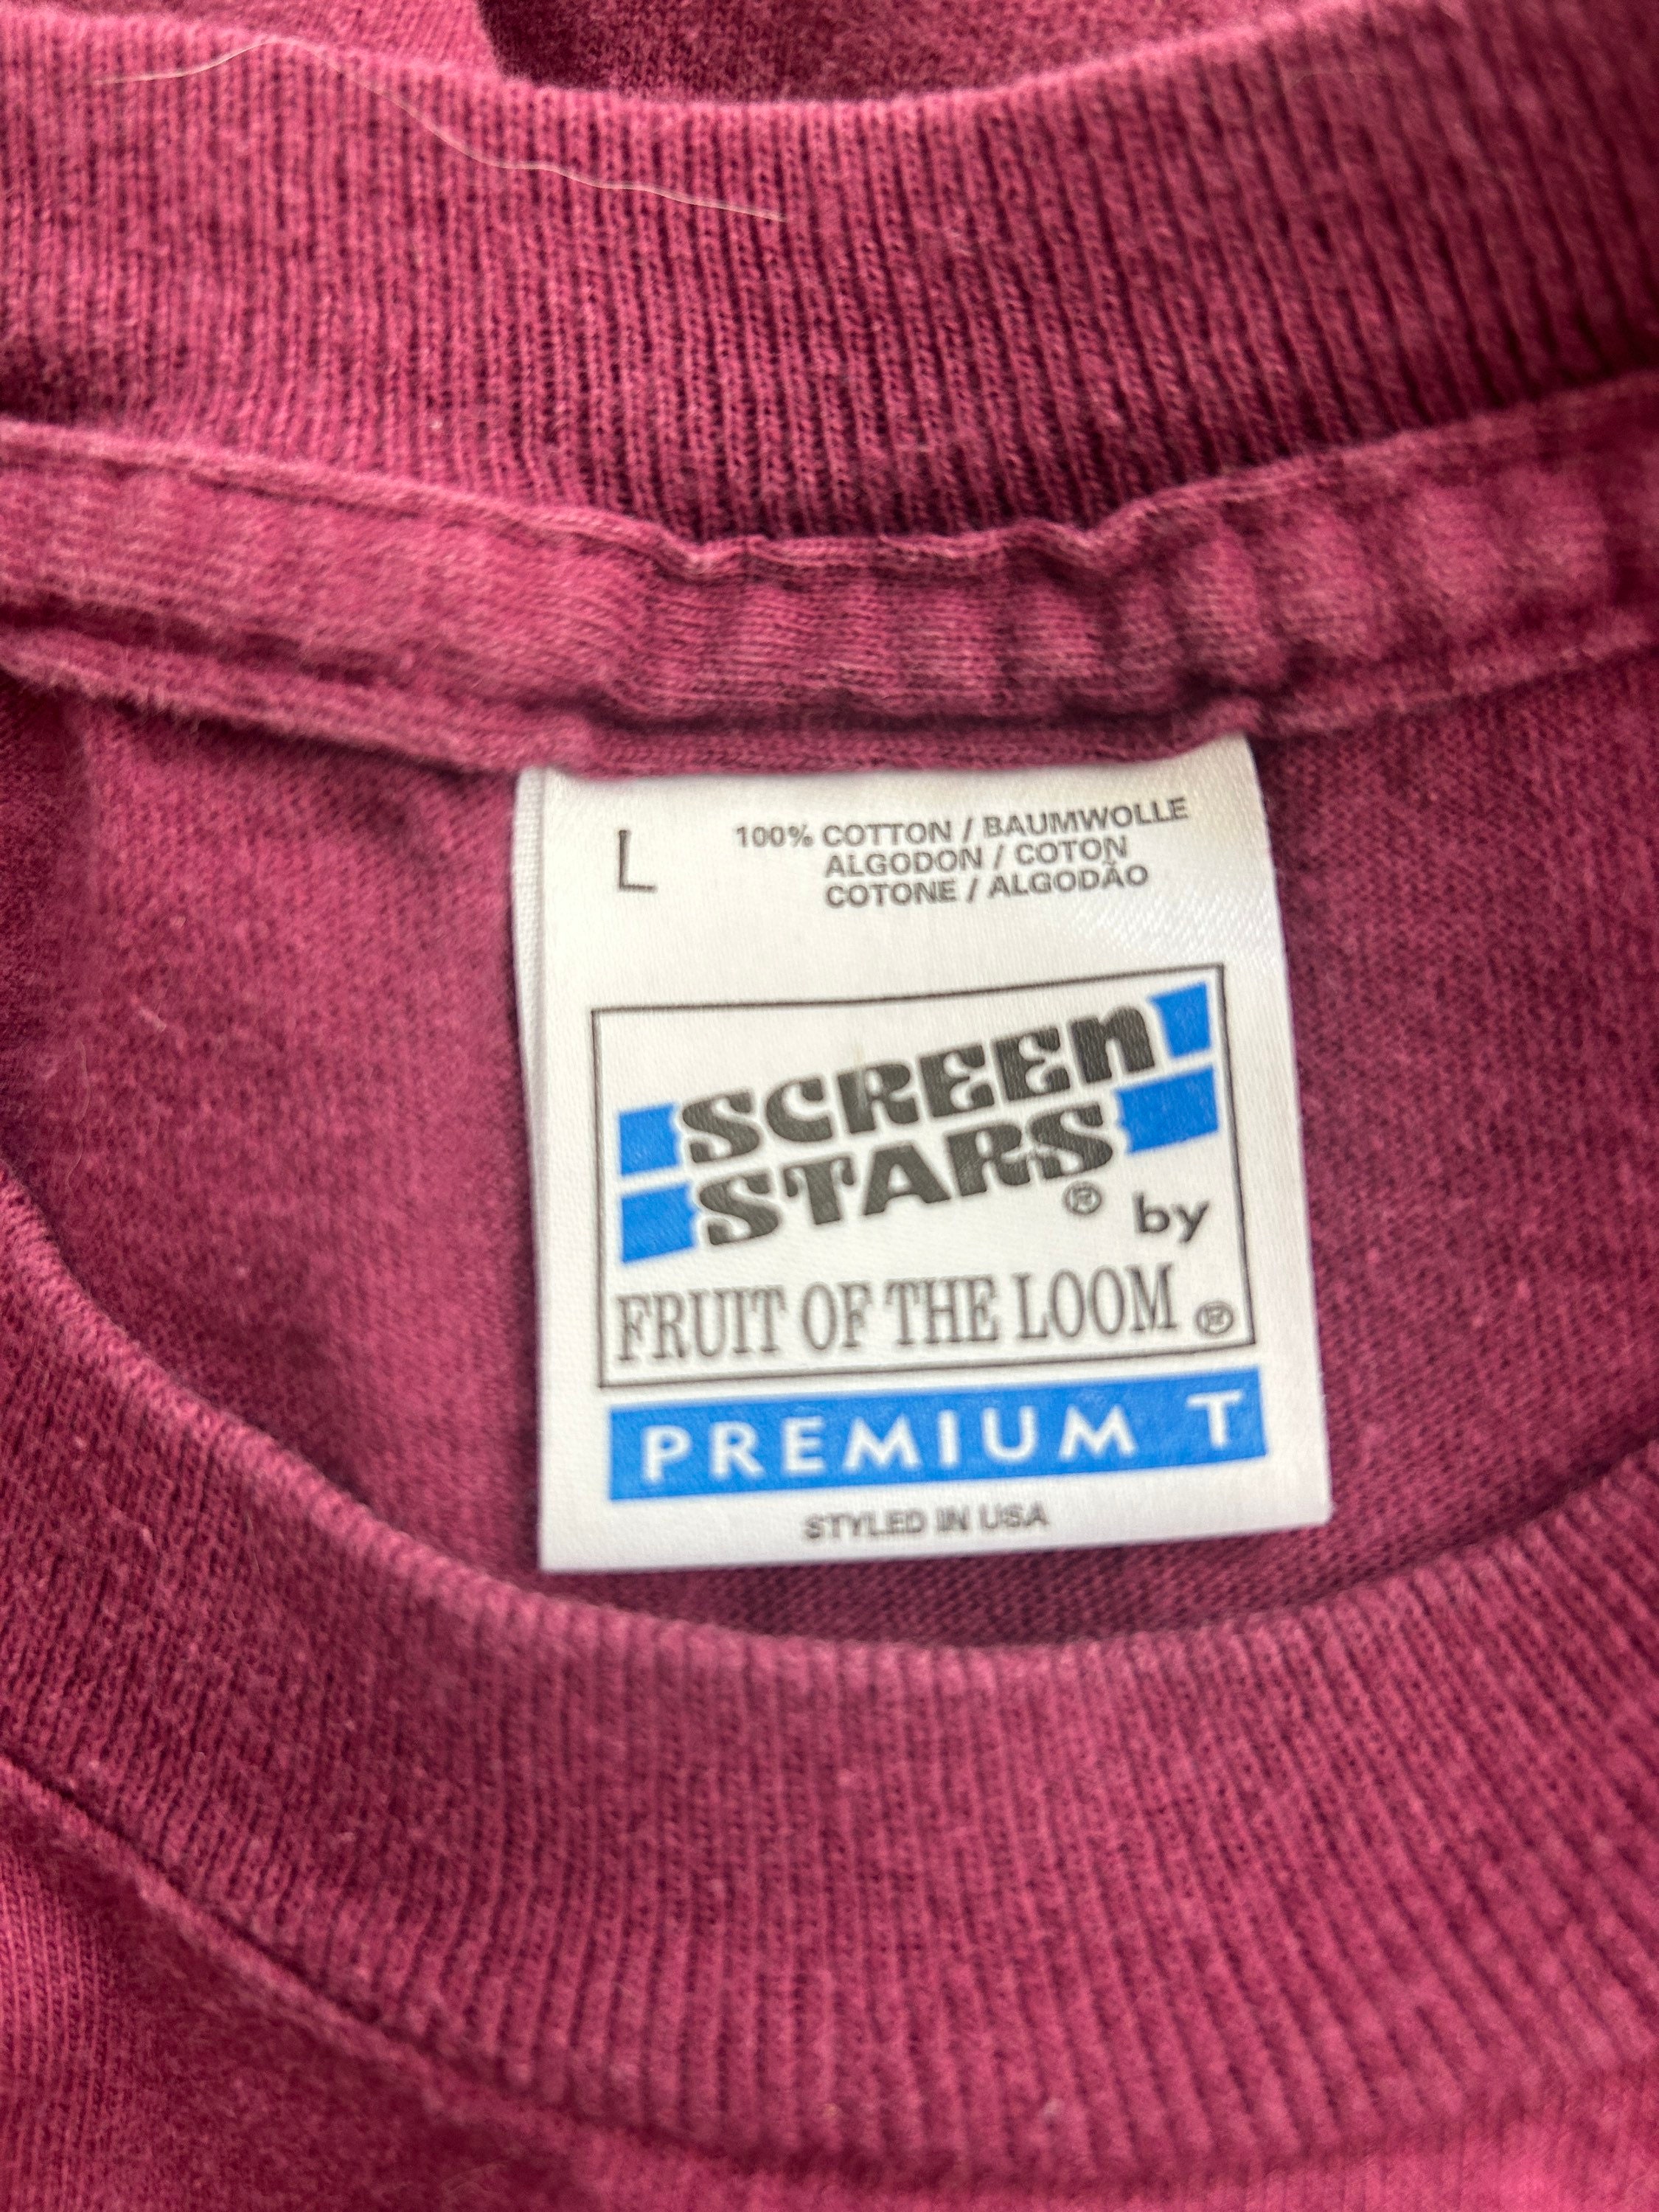 L
100% COTTON / BAUMWOLLE
ALGODON / COTON
COTONE / ALGODÃO
SCREEN
STARS® by
FRUIT OF THE LOOM®
PREMIUM T
STYLED IN USA